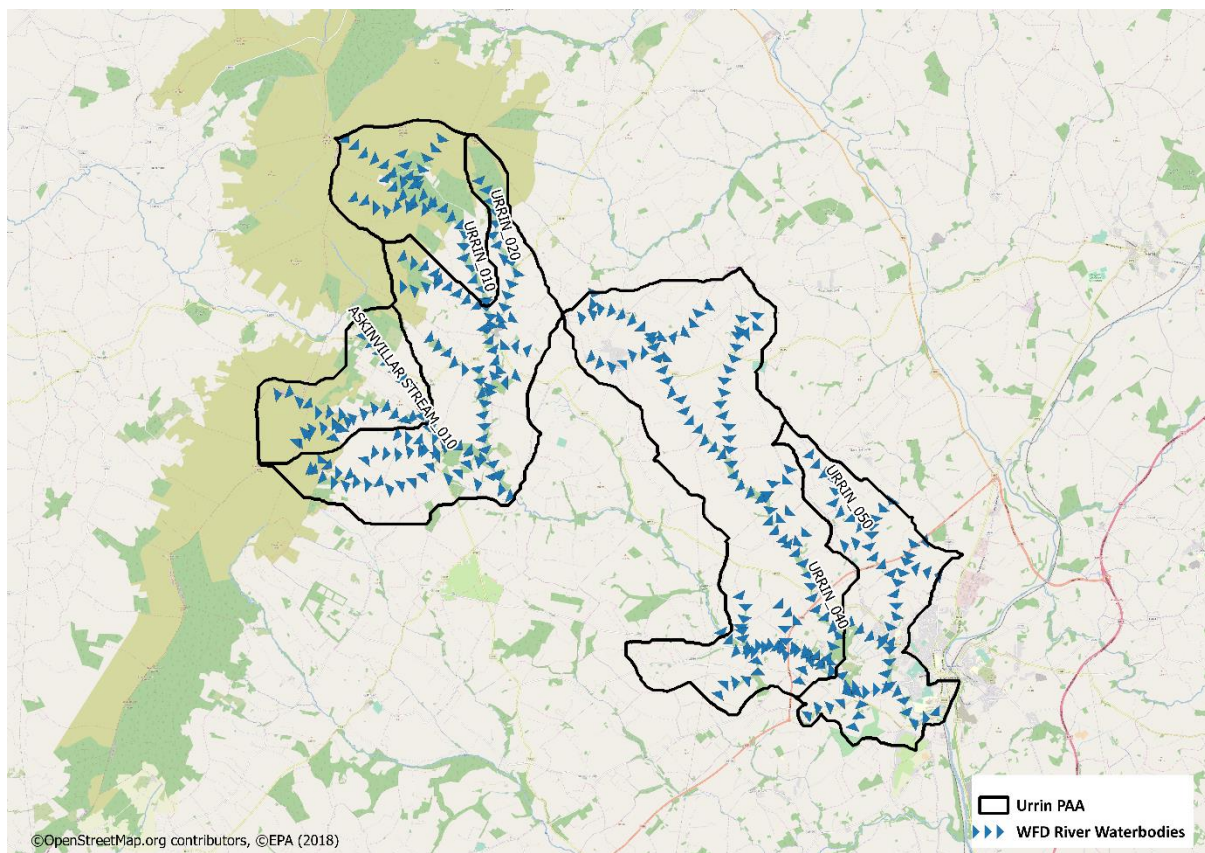 URRIN_020
URRIN_010
ASKINVILLAR STREAM_010
URRIN_050
URRIN_040
Urrin PAA
WFD River Waterbodies
©OpenStreetMap.org contributors, ©EPA (2018)